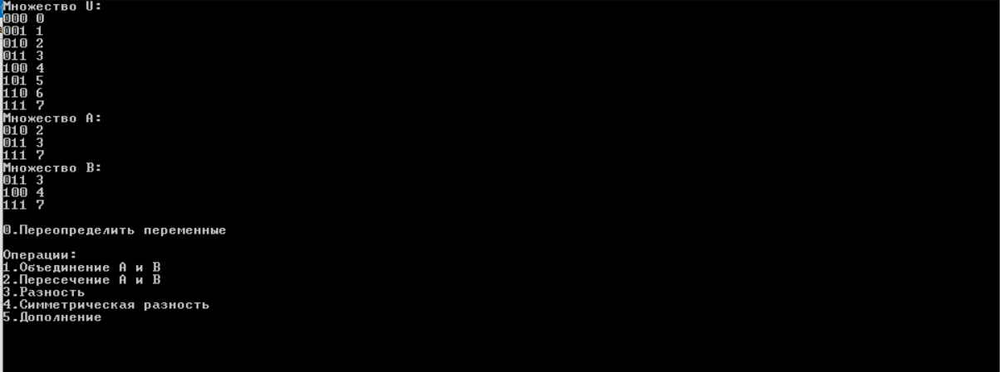 Множество U:
000 0
001 1
010 2
011 3
100 4
101 5
110 6
111 7
Множество A:
010 2
011 3
111 7
Множество B:
011 3
100 4
111 7
0.Переопределить переменные
Операции:
1.Объединение A и B
2.Пересечение A и B
3.Разность
4.Симметрическая разность
5.Дополнение